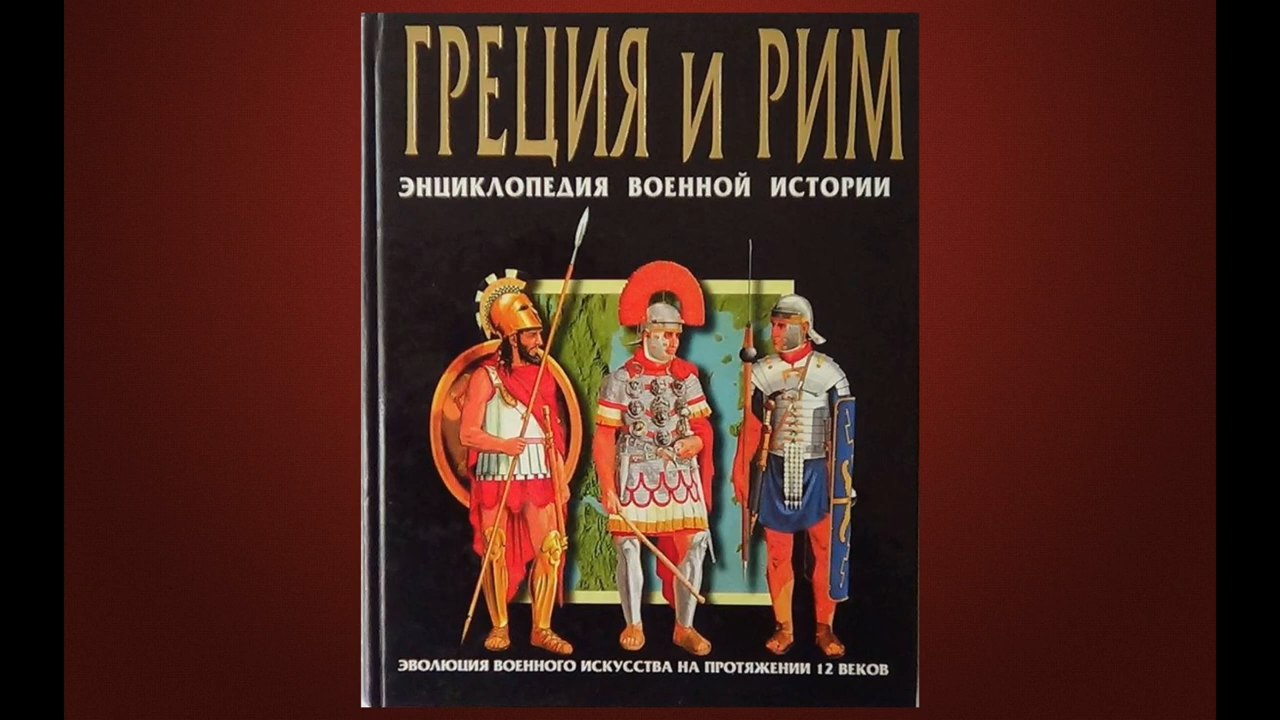 ГРЕЦИЯ и РИМ
ЭНЦИКЛОПЕДИЯ ВОЕННОЙ ИСТОРИИ
ЭВОЛЮЦИЯ ВОЕННОГО ИСКУССТВА НА ПРОТЯЖЕНИИ 12 ВЕКОВ